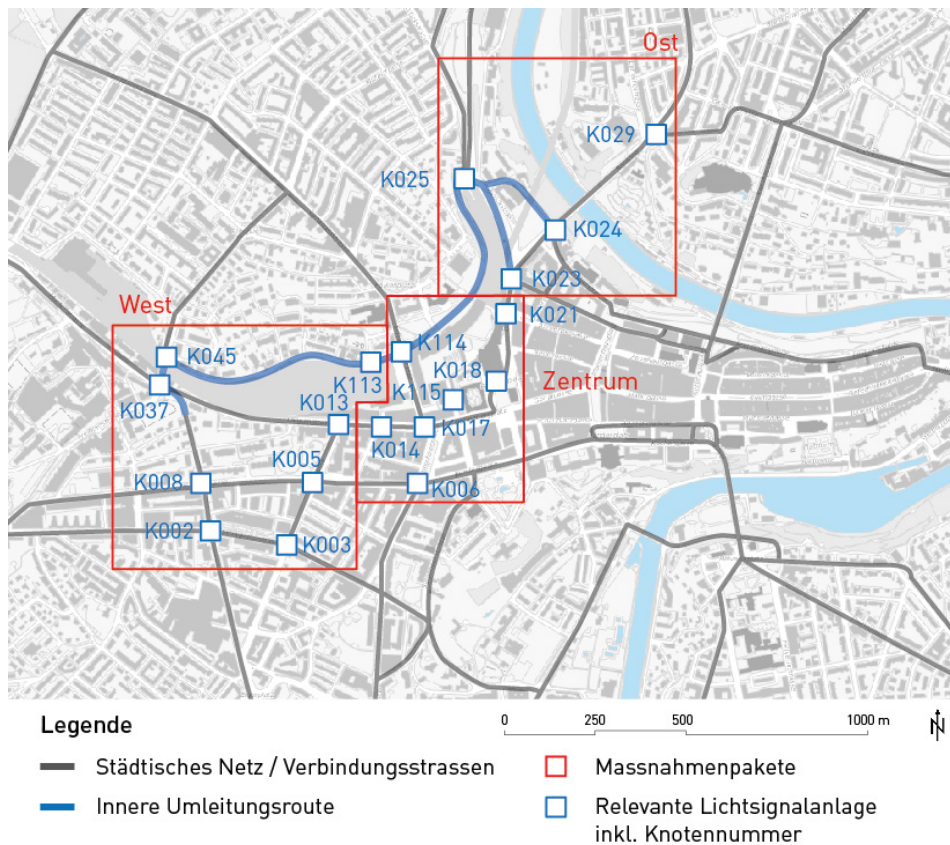 Ost
K029
K025
K024
K023
West
K021
K114
K045
K018
Zentrum
K113
K115
K037
K013
K017
K014
K005
K008
K006
K002
K003
Legende
0 250 500 1000 m
N
Städtisches Netz / Verbindungsstrassen
Massnahmenpakete
Innere Umleitungsroute
Relevante Lichtsignalanlage
inkl. Knotennummer